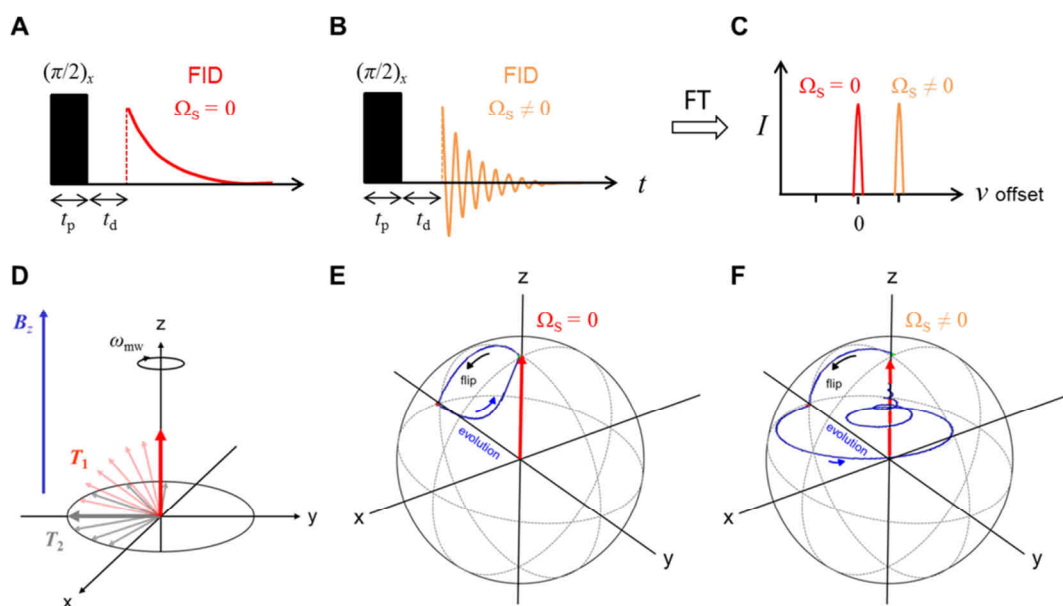 A
(π/2)x
FID
Ωs = 0
tp
td
B
(π/2)x
FID
Ωs ≠ 0
t
tp
td
FT
C
I
Ωs = 0
Ωs ≠ 0
ν offset
0
D
Bz
ωmw
z
T1
T2
y
x
E
z
Ωs = 0
flip
evolution
x
y
F
z
Ωs ≠ 0
flip
evolution
x
y